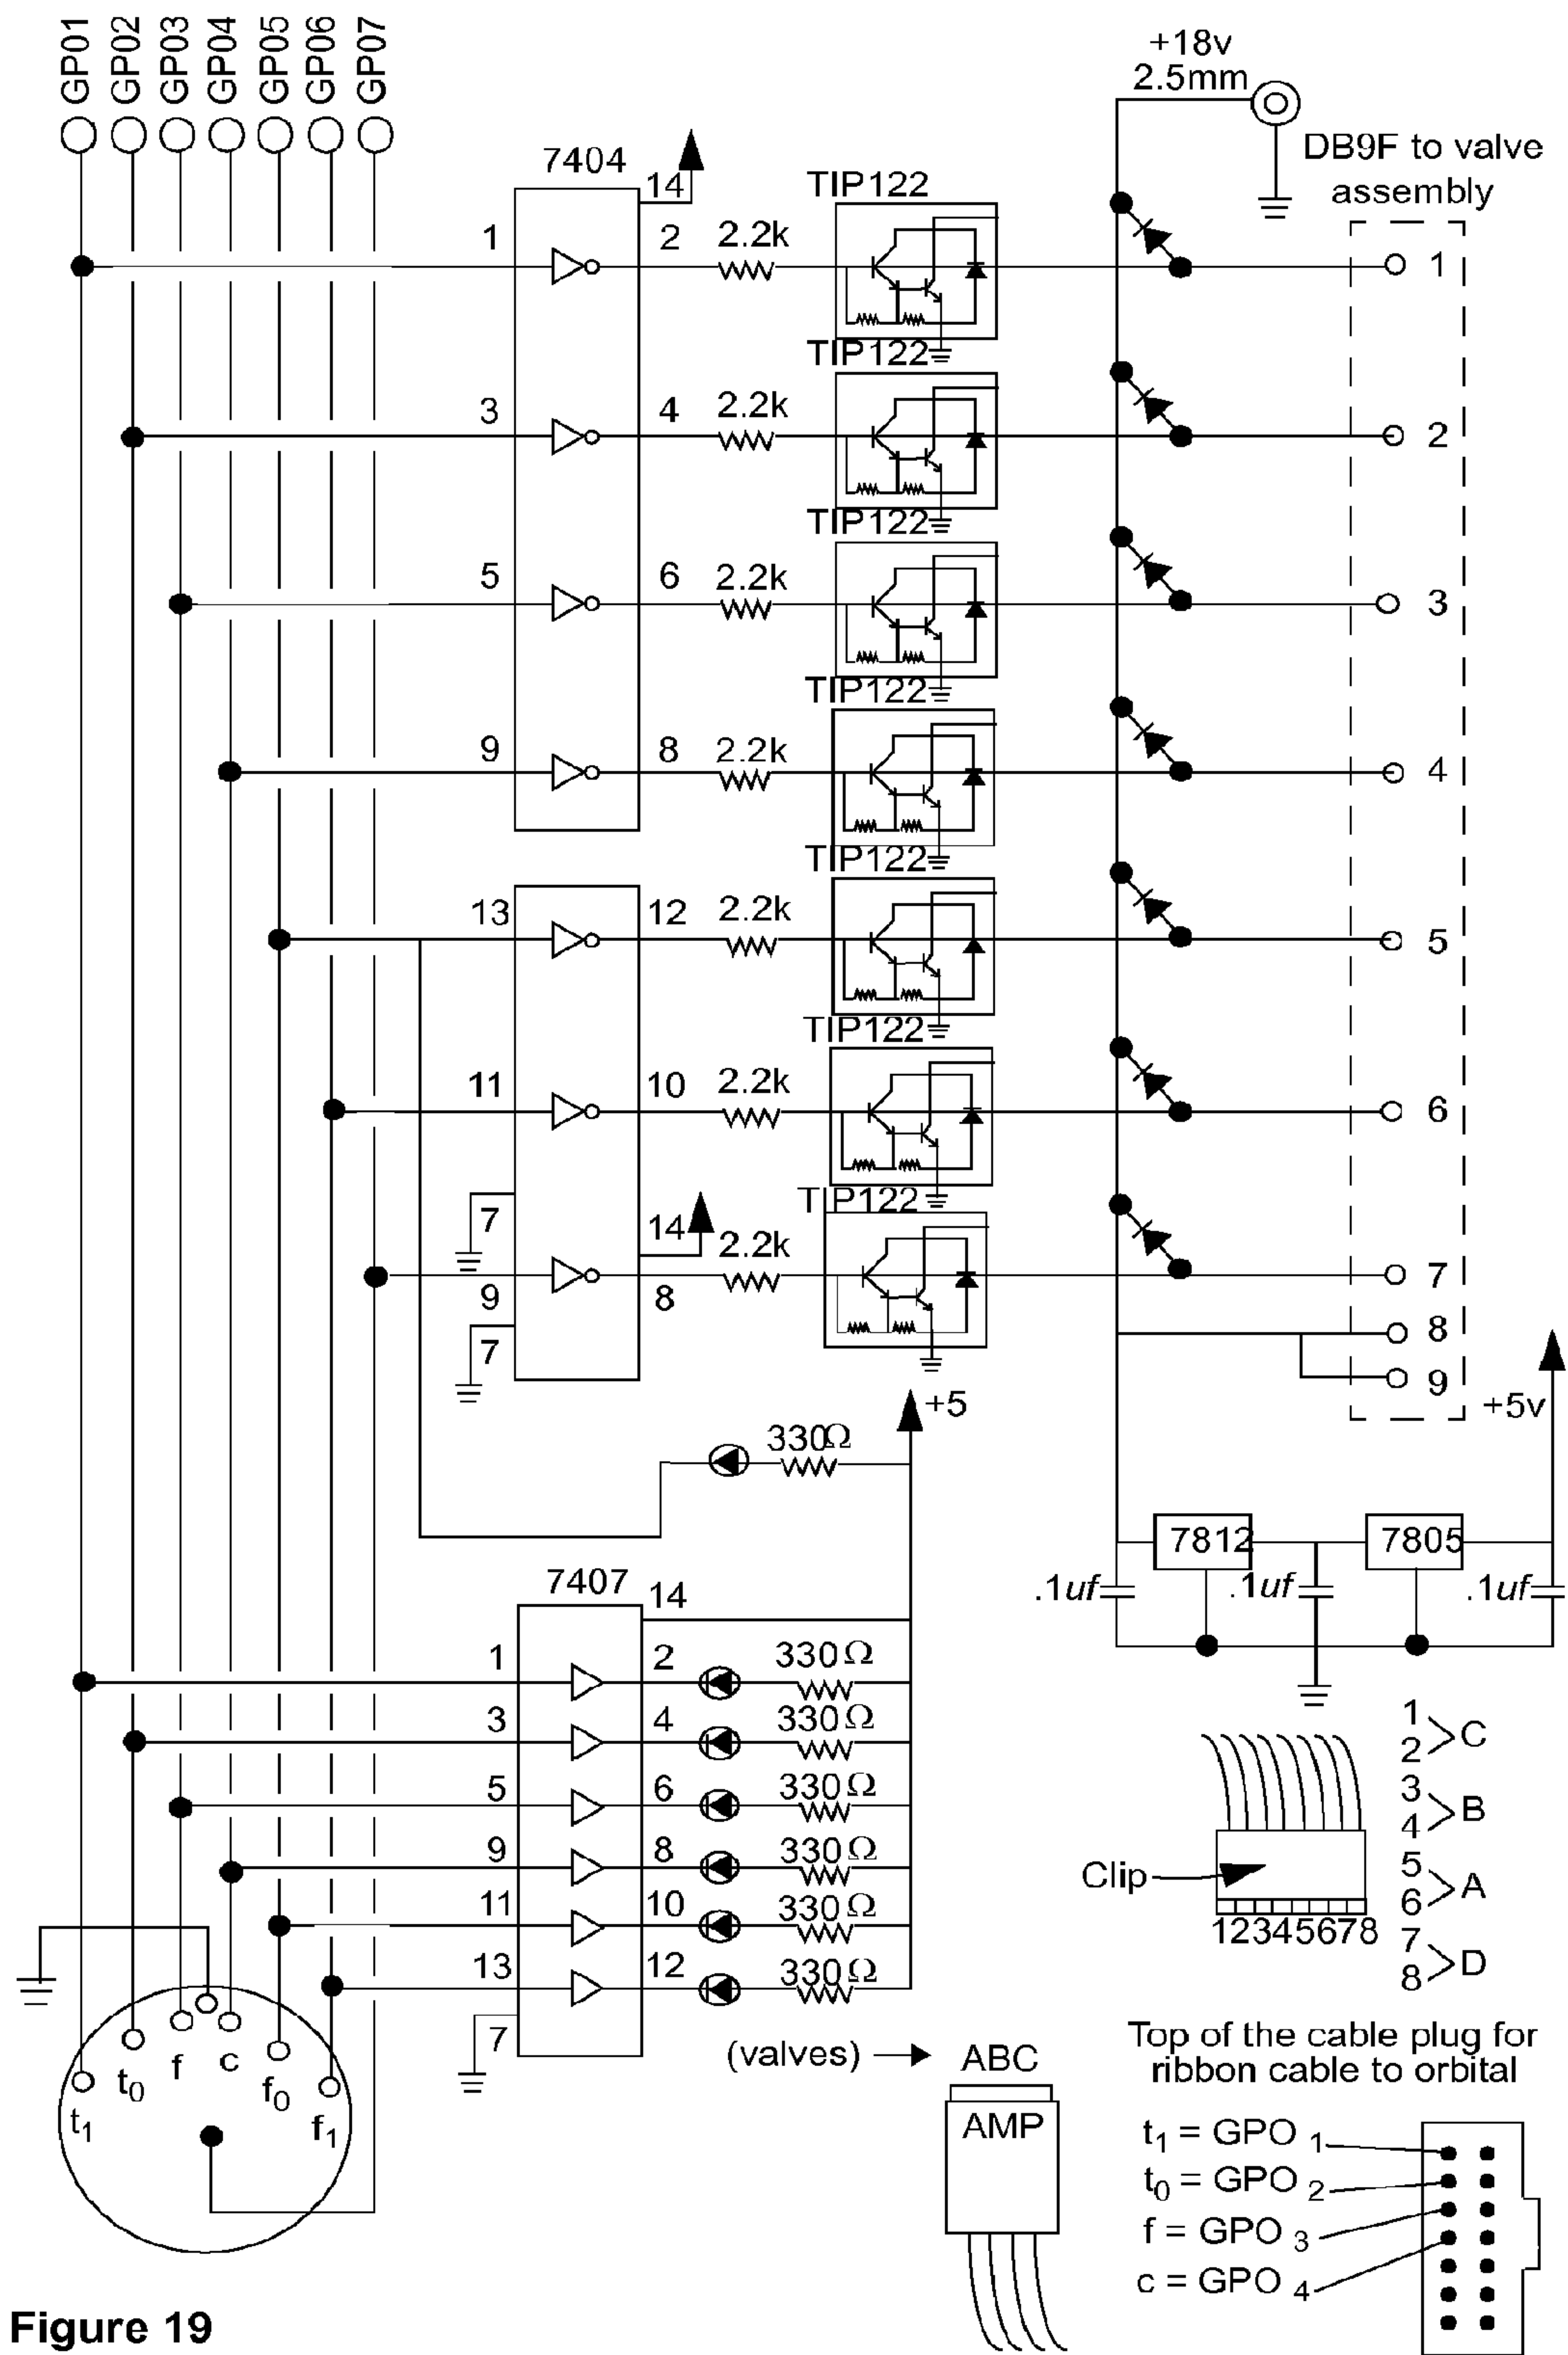 GP01 GP02 GP03 GP04 GP05 GP06 GP07
+18v
2.5mm
DB9F to valve
assembly
7404
14
TIP122
1 2 2.2k 1
TIP122
3 4 2.2k 2
TIP122
5 6 2.2k 3
TIP122
9 8 2.2k 4
TIP122
13 12 2.2k 5
TIP122
11 10 2.2k 6
TIP122
7 14 2.2k
9 8 7
7
8
9
+5
+5v
330Ω
7812 7805
.1uf .1uf .1uf
7407 14
1 2 330Ω
3 4 330Ω
5 6 330Ω
9 8 330Ω
11 10 330Ω
13 12 330Ω
7
1
2 C
3
4 B
5
6 A
7
8 D
Clip
12345678
t1 t0 f c f0 f1
(valves) ABC
AMP
Top of the cable plug for
ribbon cable to orbital
t1 = GPO 1
t0 = GPO 2
f = GPO 3
c = GPO 4
Figure 19